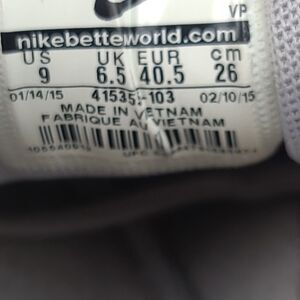 VP
nikebetterworld.com
US UK EUR cm
9 6.5 40.5 26
01/14/15 02/10/15
MADE IN VIETNAM
FABRIQUE AU VIETNAM